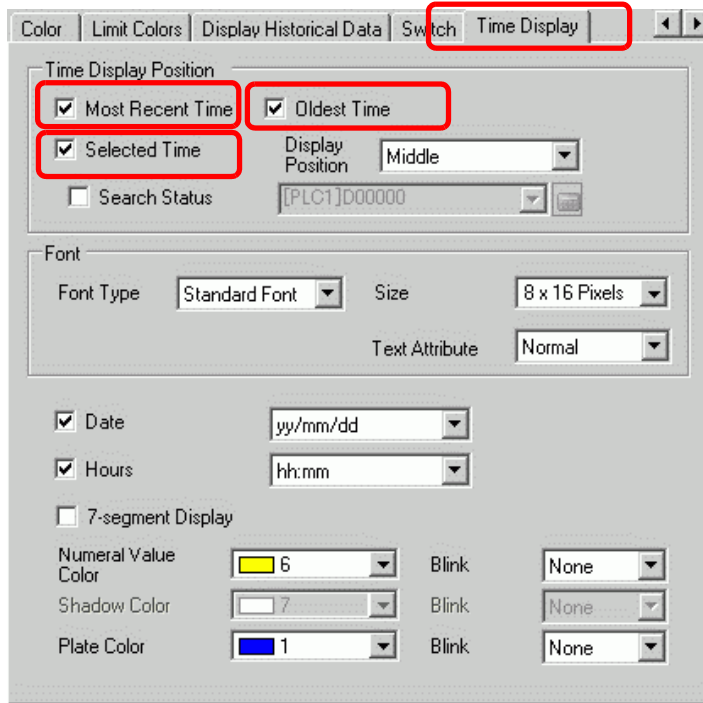 Color Limit Colors Display Historical Data Switch Time Display
Time Display Position
Most Recent Time Oldest Time
Selected Time Display Position Middle
Search Status [PLC1]D00000
Font
Font Type Standard Font Size 8 x 16 Pixels
Text Attribute Normal
Date yy/mm/dd
Hours hh:mm
7-segment Display
Numeral Value Color 6 Blink None
Shadow Color 7 Blink None
Plate Color 1 Blink None